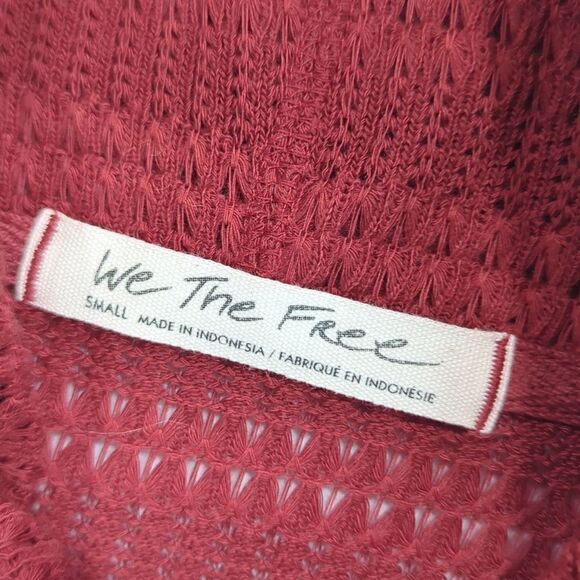 We The Free
SMALL MADE IN INDONESIA / FABRIQUÉ EN INDONÉSIE